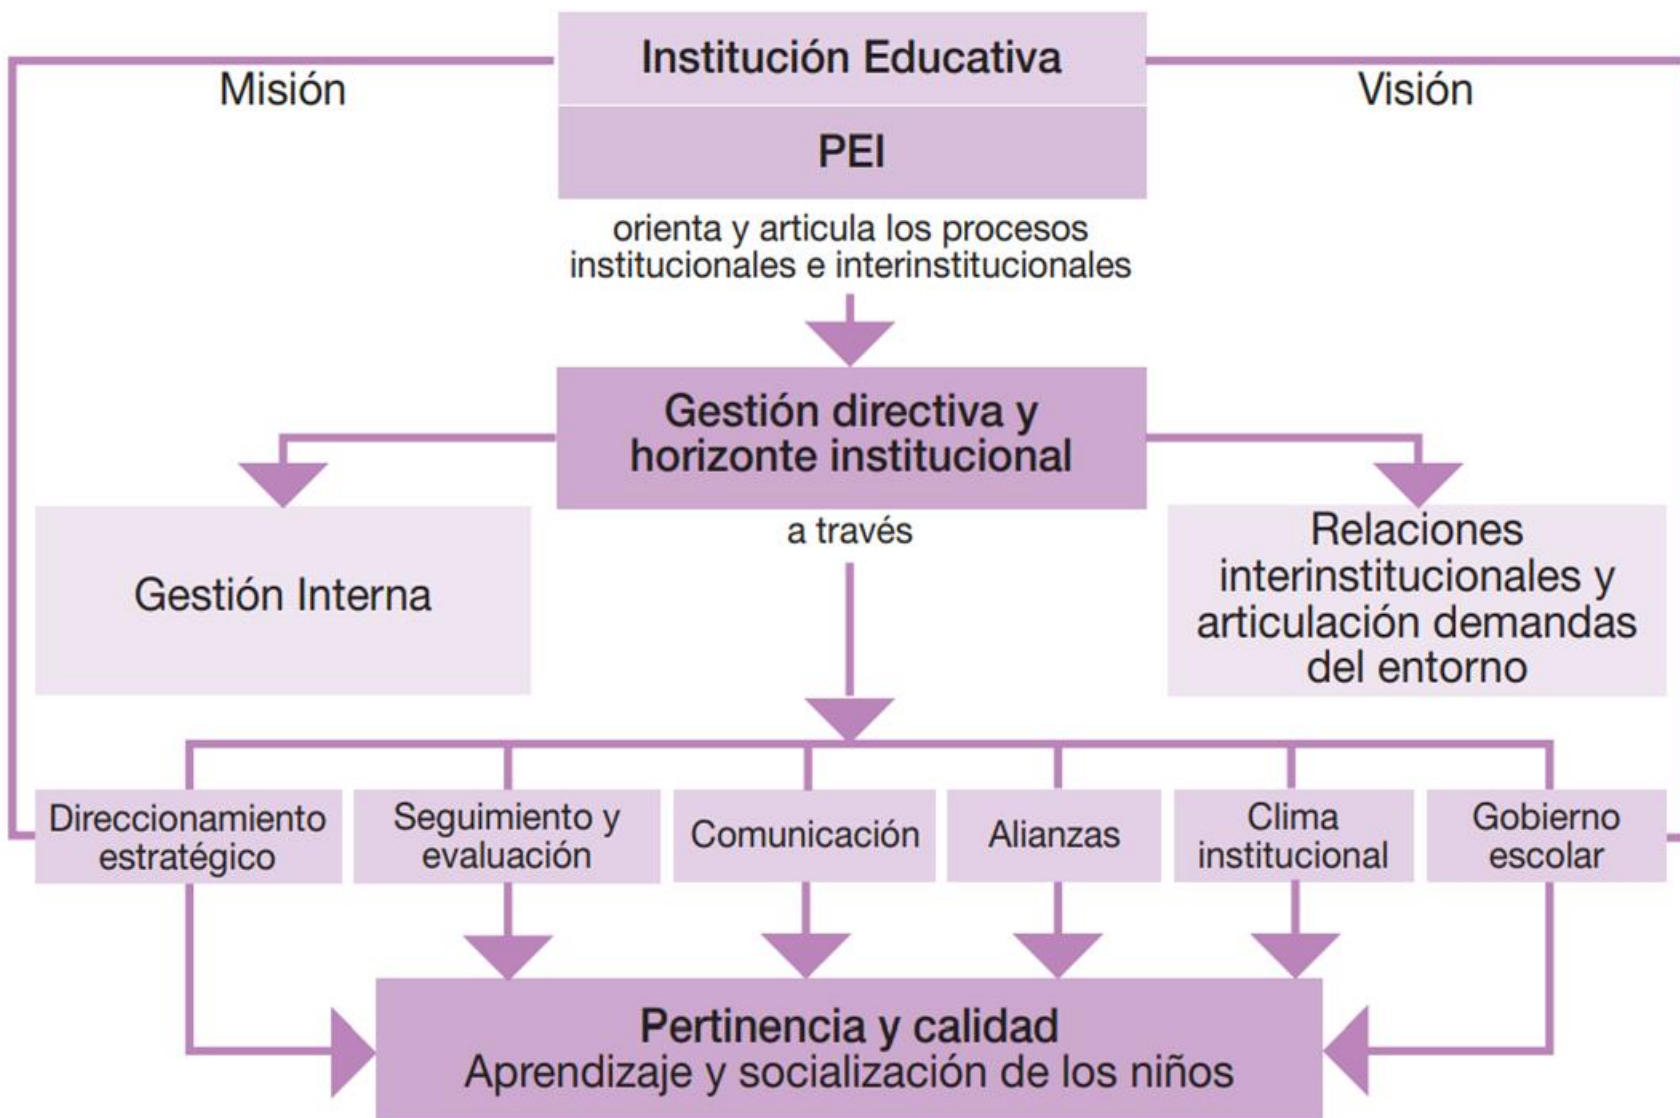 Institución Educativa
Misión
Visión
PEI
orienta y articula los procesos
institucionales e interinstitucionales
Gestión directiva y
horizonte institucional
a través
Gestión Interna
Relaciones
interinstitucionales y
articulación demandas
del entorno
Direccionamiento
estratégico
Seguimiento y
evaluación
Comunicación
Alianzas
Clima
institucional
Gobierno
escolar
Pertinencia y calidad
Aprendizaje y socialización de los niños